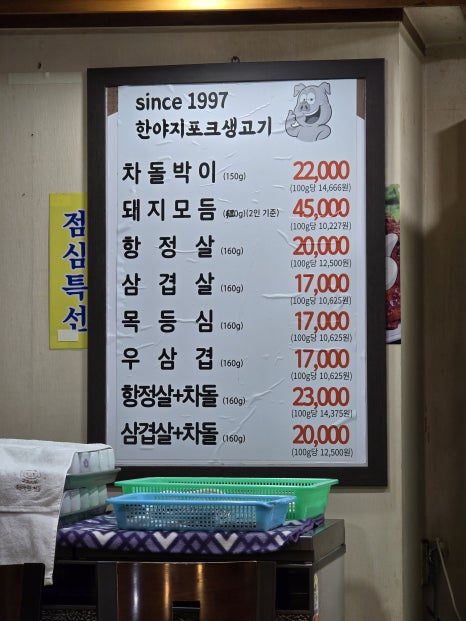 since 1997
한야지포크생고기
차돌박이 (150g) 22,000
(100g당 14,666원)
돼지모듬 (2인 기준) 45,000
(100g당 10,227원)
항정살 (160g) 20,000
(100g당 12,500원)
삼겹살 (160g) 17,000
(100g당 10,625원)
목등심 (160g) 17,000
(100g당 10,625원)
우삼겹 (160g) 17,000
(100g당 10,625원)
항정살+차돌 (160g) 23,000
(100g당 14,375원)
삼겹살+차돌 (160g) 20,000
(100g당 12,500원)
점심특선